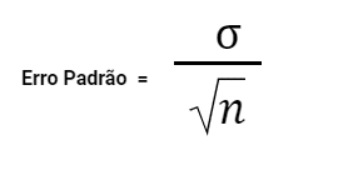 Erro Padrão = σ / √n